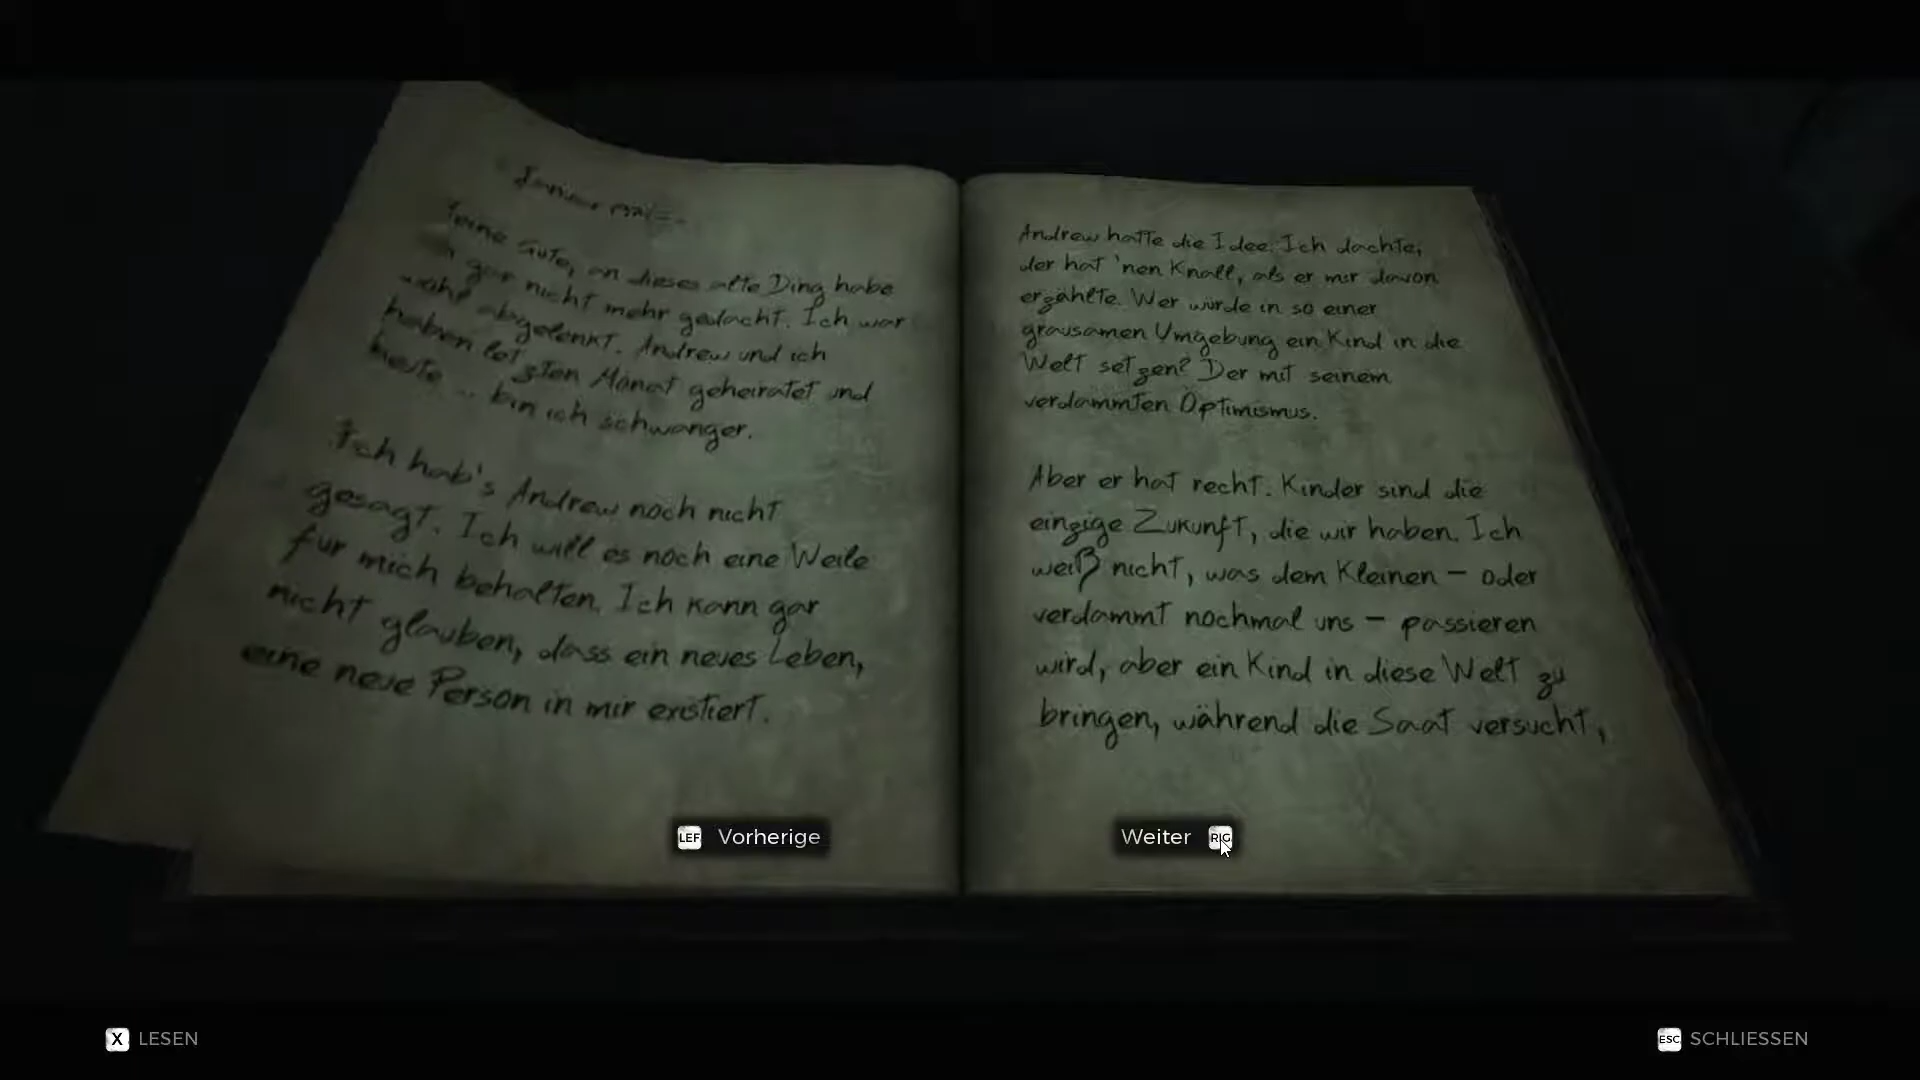 Gute, an dieses alte Ding habe
gar nicht mehr gedacht. Ich war
abgelenkt. Andrew und ich
haben letzten Monat geheiratet und
heute ... bin ich schwanger.
Ich hab's Andrew noch nicht
gesagt. Ich will es noch eine Weile
für mich behalten. Ich kann gar
nicht glauben, dass ein neues Leben,
eine neue Person in mir existiert.
Andrew hatte die Idee. Ich dachte,
der hat 'nen Knall, als er mir davon
erzählte. Wer würde in so einer
grausamen Umgebung ein Kind in die
Welt setzen? Der mit seinem
verdammten Optimismus.
Aber er hat recht. Kinder sind die
einzige Zukunft, die wir haben. Ich
weiß nicht, was dem Kleinen – oder
verdammt nochmal uns – passieren
wird, aber ein Kind in diese Welt zu
bringen, während die Saat versucht,
LEF Vorherige
Weiter RIG
X LESEN
ESC SCHLIESSEN